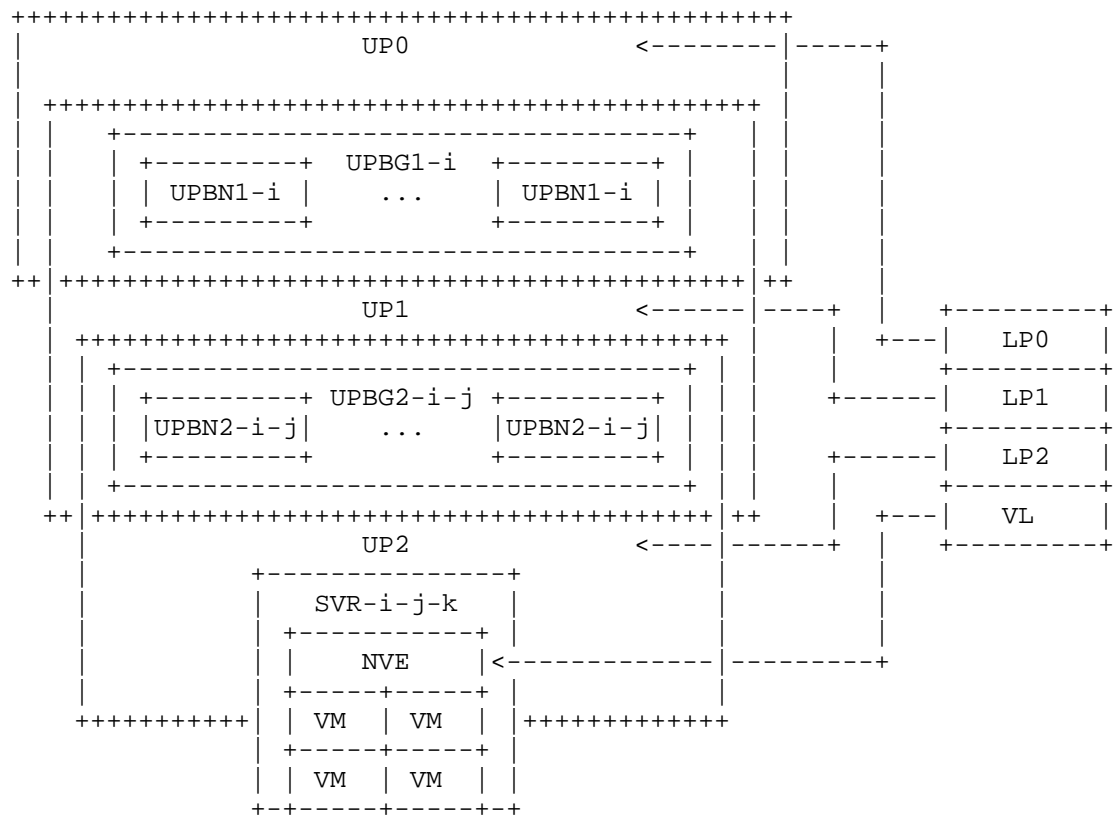 UP0
UPBG1-i
UPBN1-i ... UPBN1-i
UP1
LP0
UPBG2-i-j
LP1
UPBN2-i-j ... UPBN2-i-j
LP2
VL
UP2
SVR-i-j-k
NVE
VM VM
VM VM